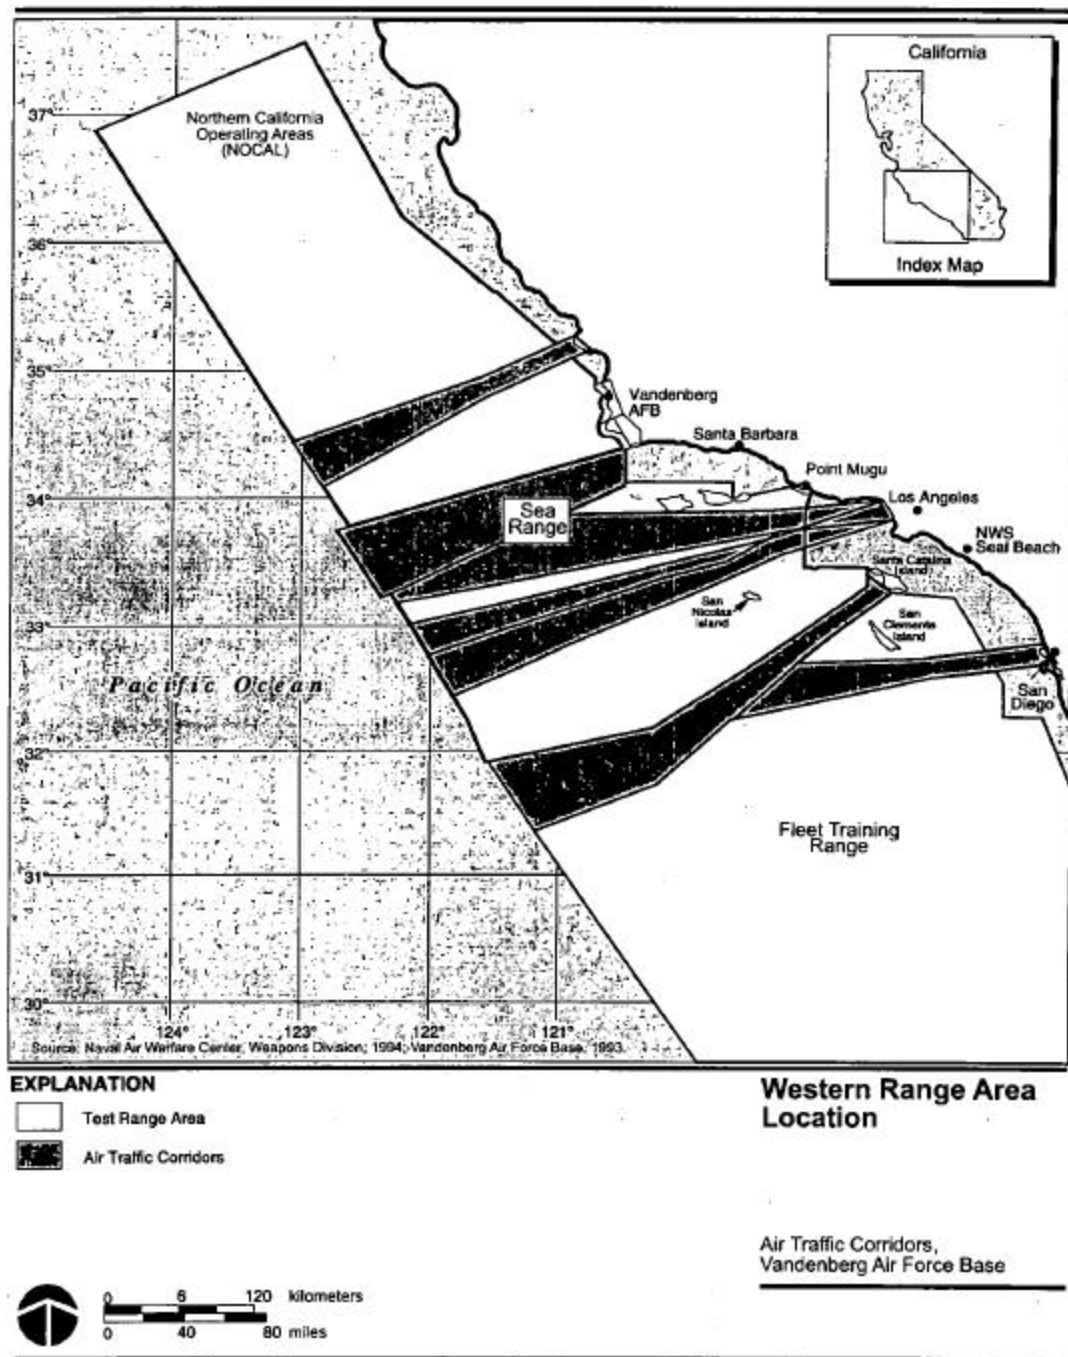 California
Index Map
Northern California
Operating Areas
(NOCAL)
37°
36°
35°
34°
33°
32°
31°
30°
124°
123°
122°
121°
Vandenberg
AFB
Santa Barbara
Point Mugu
Los Angeles
NWS
Seal Beach
Sea
Range
Santa Catalina
Island
San
Nicolas
Island
San
Clemente
Island
San
Diego
Pacific Ocean
Fleet Training
Range
Source: Naval Air Warfare Center, Weapons Division, 1994; Vandenberg Air Force Base, 1993.
EXPLANATION
Test Range Area
Air Traffic Corridors
Western Range Area
Location
Air Traffic Corridors,
Vandenberg Air Force Base
0 6 120 kilometers
0 40 80 miles